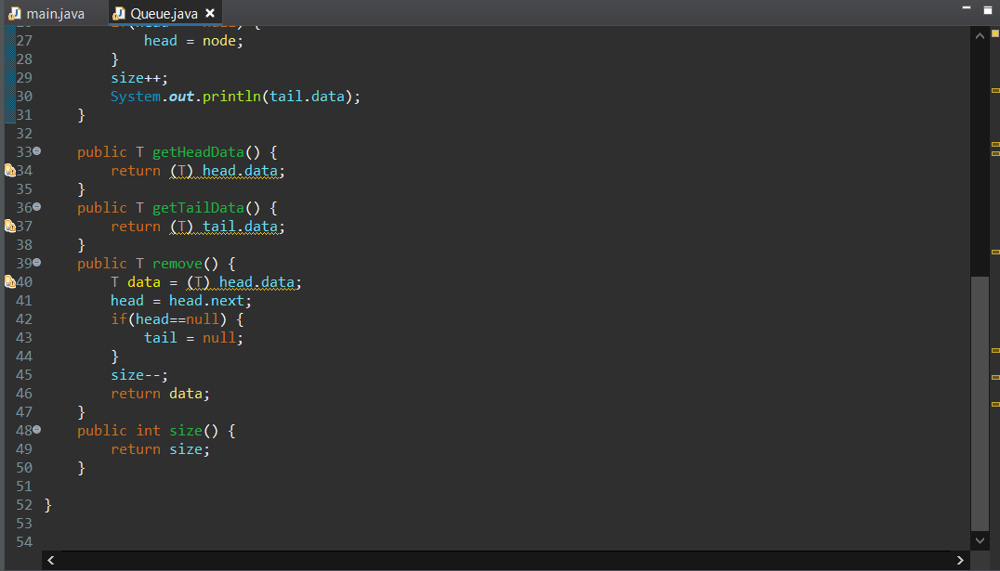 main.java Queue.java
27 head = node;
28 }
29 size++;
30 System.out.println(tail.data);
31 }
32
33 public T getHeadData() {
34 return (T) head.data;
35 }
36 public T getTailData() {
37 return (T) tail.data;
38 }
39 public T remove() {
40 T data = (T) head.data;
41 head = head.next;
42 if(head==null) {
43 tail = null;
44 }
45 size--;
46 return data;
47 }
48 public int size() {
49 return size;
50 }
51
52 }
53
54